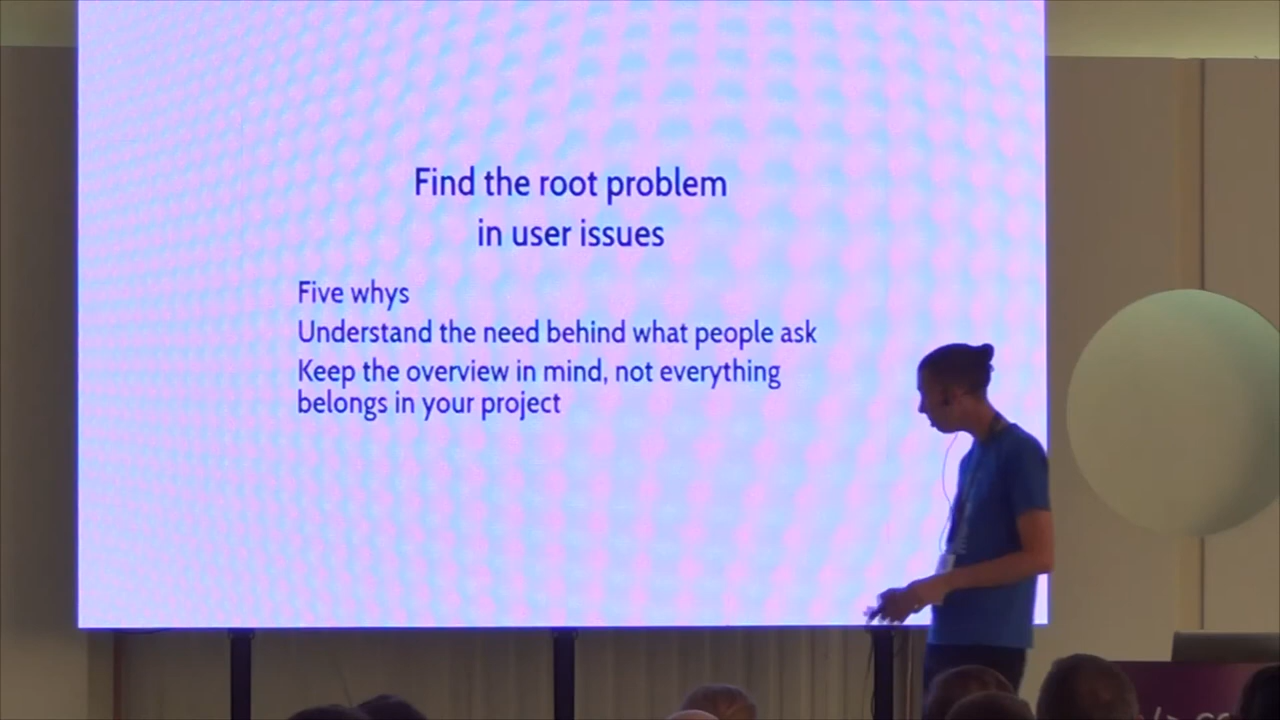 Find the root problem
in user issues
Five whys
Understand the need behind what people ask
Keep the overview in mind, not everything
belongs in your project